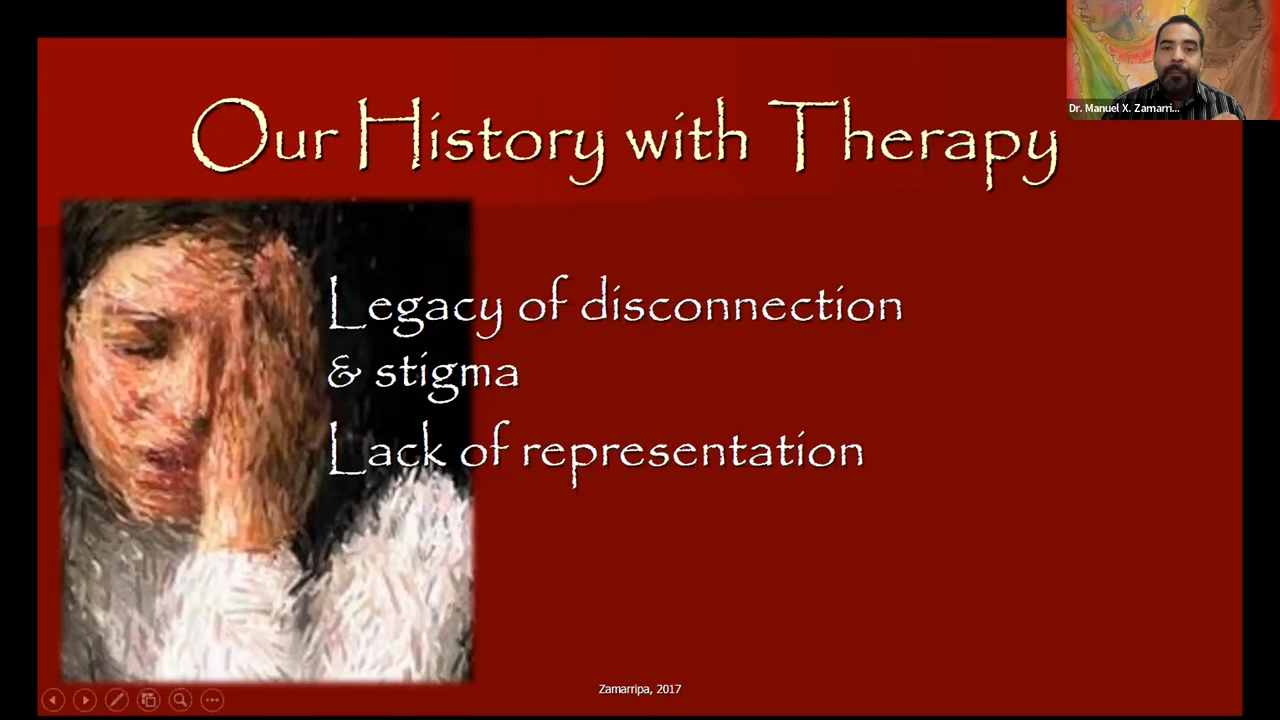 Dr. Manuel X. Zamarri...
Our History with Therapy
Legacy of disconnection
& stigma
Lack of representation
Zamarripa, 2017